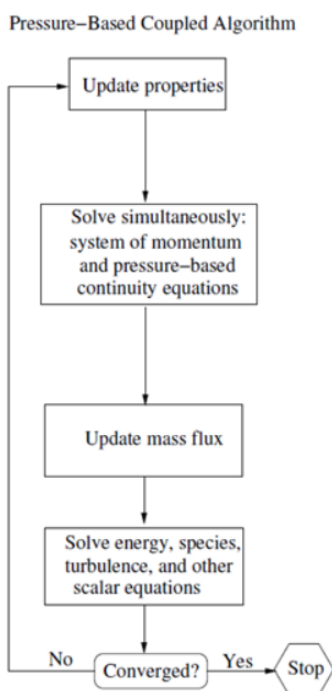 Pressure−Based Coupled Algorithm
Update properties
Solve simultaneously:
system of momentum
and pressure−based
continuity equations
Update mass flux
Solve energy, species,
turbulence, and other
scalar equations
No
Converged?
Yes
Stop